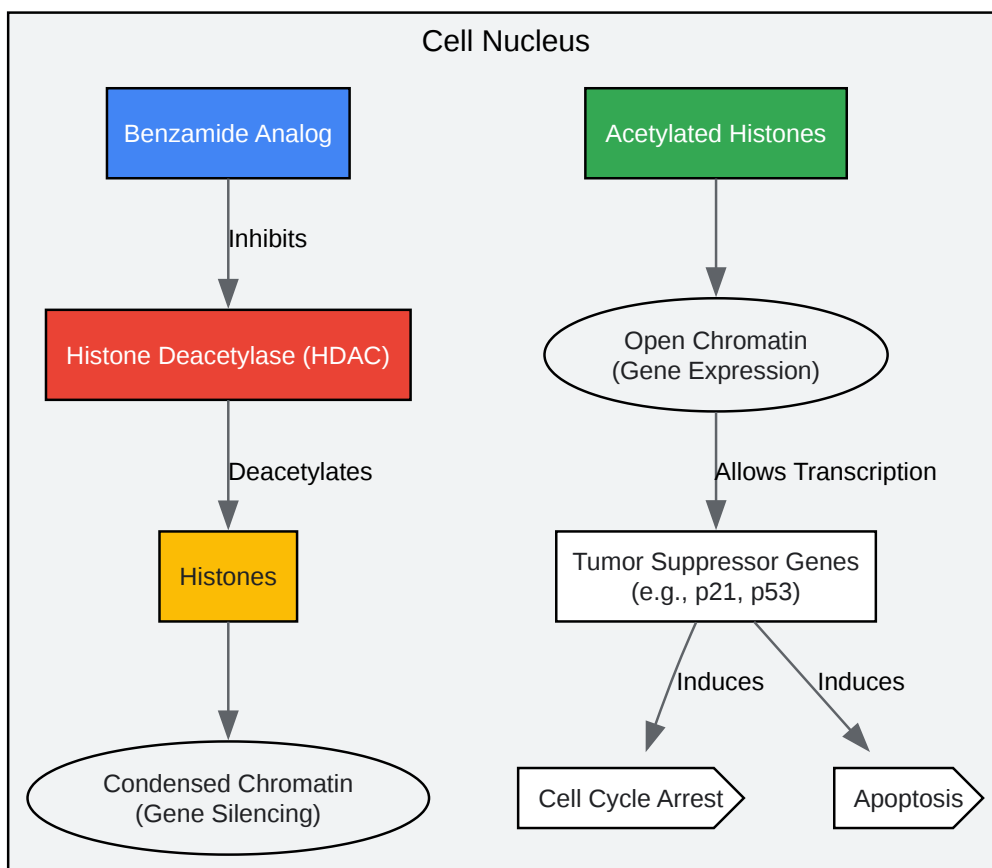 Cell Nucleus
Benzamide Analog
Inhibits
Histone Deacetylase (HDAC)
Deacetylates
Histones
Condensed Chromatin
(Gene Silencing)
Acetylated Histones
Open Chromatin
(Gene Expression)
Allows Transcription
Tumor Suppressor Genes
(e.g., p21, p53)
Induces
Induces
Cell Cycle Arrest
Apoptosis